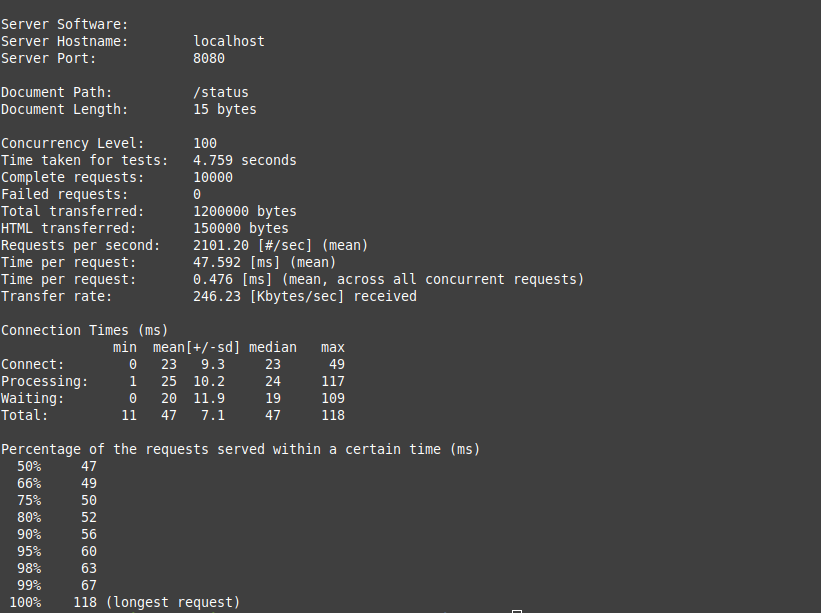 Server Software:
Server Hostname:        localhost
Server Port:            8080
Document Path:          /status
Document Length:        15 bytes
Concurrency Level:      100
Time taken for tests:   4.759 seconds
Complete requests:      10000
Failed requests:        0
Total transferred:      1200000 bytes
HTML transferred:       150000 bytes
Requests per second:    2101.20 [#/sec] (mean)
Time per request:       47.592 [ms] (mean)
Time per request:       0.476 [ms] (mean, across all concurrent requests)
Transfer rate:          246.23 [Kbytes/sec] received
Connection Times (ms)
              min  mean[+/-sd] median   max
Connect:        0   23   9.3     23      49
Processing:     1   25  10.2     24     117
Waiting:        0   20  11.9     19     109
Total:         11   47   7.1     47     118
Percentage of the requests served within a certain time (ms)
  50%     47
  66%     49
  75%     50
  80%     52
  90%     56
  95%     60
  98%     63
  99%     67
 100%    118 (longest request)